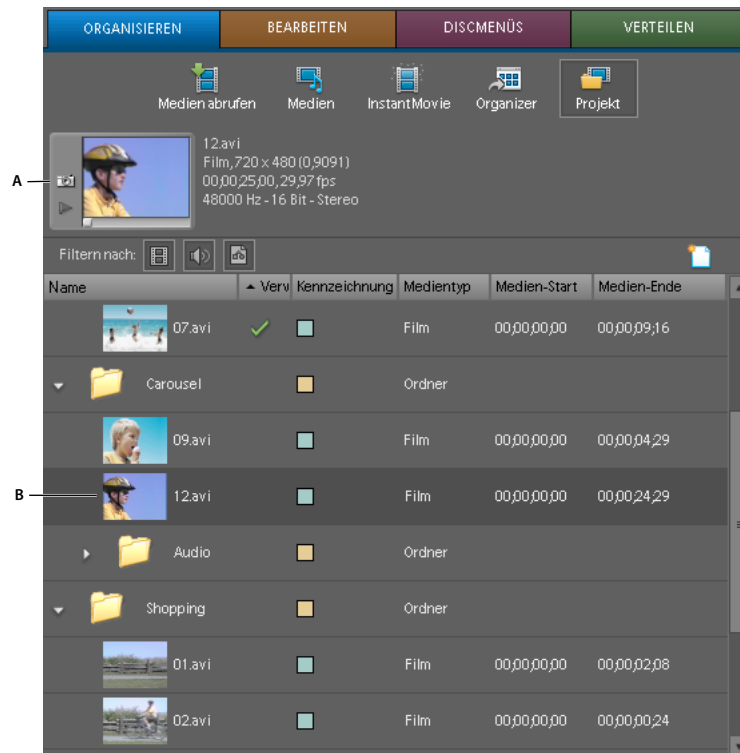 ORGANISIEREN BEARBEITEN DISCMENÜS VERTEILEN
Medien abrufen Medien InstantMovie Organizer Projekt
12.avi
Film, 720 x 480 (0,9091)
00;00;25;00, 29,97 fps
48000 Hz - 16 Bit - Stereo
A
Filtern nach:
Name Verv Kennzeichnung Medientyp Medien-Start Medien-Ende
07.avi Film 00;00;00;00 00;00;09;16
Carousel Ordner
09.avi Film 00;00;00;00 00;00;04;29
B 12.avi Film 00;00;00;00 00;00;24;29
Audio Ordner
Shopping Ordner
01.avi Film 00;00;00;00 00;00;02;08
02.avi Film 00;00;00;00 00;00;00;24